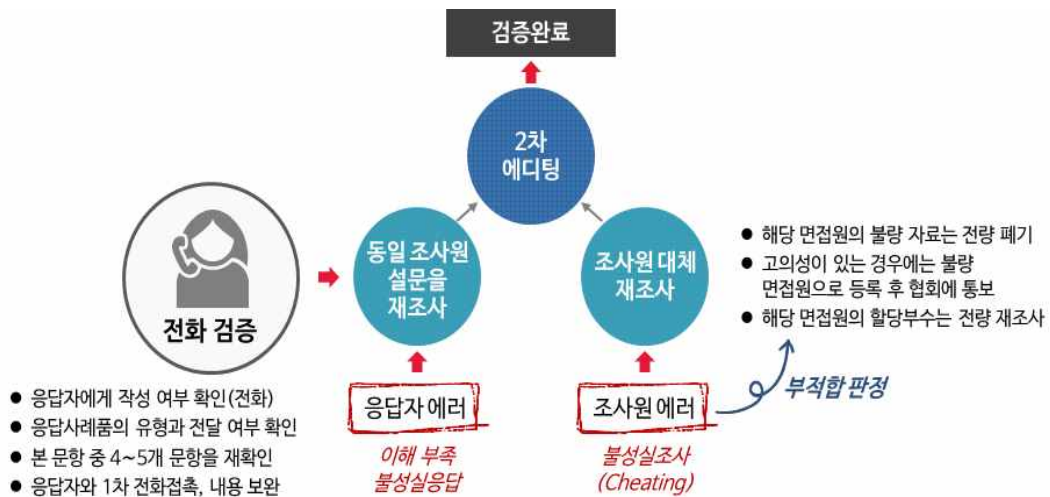 검증완료
2차
에디팅
동일 조사원
설문을
재조사
조사원 대체
재조사
전화 검증
● 해당 면접원의 불량 자료는 전량 폐기
● 고의성이 있는 경우에는 불량
면접원으로 등록 후 협회에 통보
● 해당 면접원의 할당부수는 전량 재조사
부적합 판정
응답자 에러
조사원 에러
이해 부족
불성실응답
불성실조사
(Cheating)
● 응답자에게 작성 여부 확인(전화)
● 응답사례품의 유형과 전달 여부 확인
● 본 문항 중 4~5개 문항을 재확인
● 응답자와 1차 전화접촉, 내용 보완